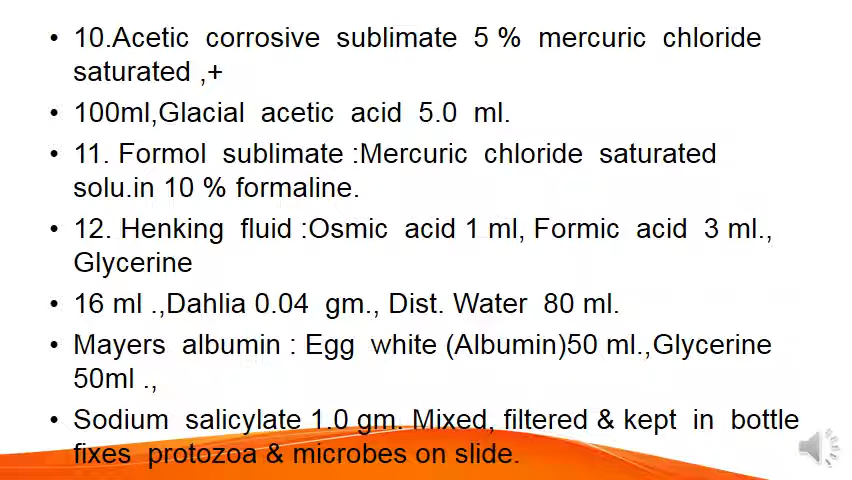 • 10.Acetic corrosive sublimate 5 % mercuric chloride
saturated ,+
• 100ml,Glacial acetic acid 5.0 ml.
• 11. Formol sublimate :Mercuric chloride saturated
solu.in 10 % formaline.
• 12. Henking fluid :Osmic acid 1 ml, Formic acid 3 ml.,
Glycerine
• 16 ml .,Dahlia 0.04 gm., Dist. Water 80 ml.
• Mayers albumin : Egg white (Albumin)50 ml.,Glycerine
50ml .,
• Sodium salicylate 1.0 gm. Mixed, filtered & kept in bottle
fixes protozoa & microbes on slide.